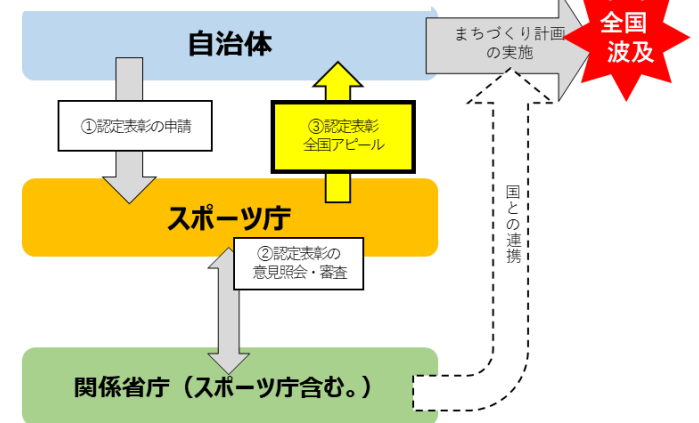 自治体
まちづくり計画
の実施
全国
波及
①認定表彰の申請
③認定表彰
全国アピール
スポーツ庁
②認定表彰の
意見照会・審査
国との連携
関係省庁（スポーツ庁含む。）